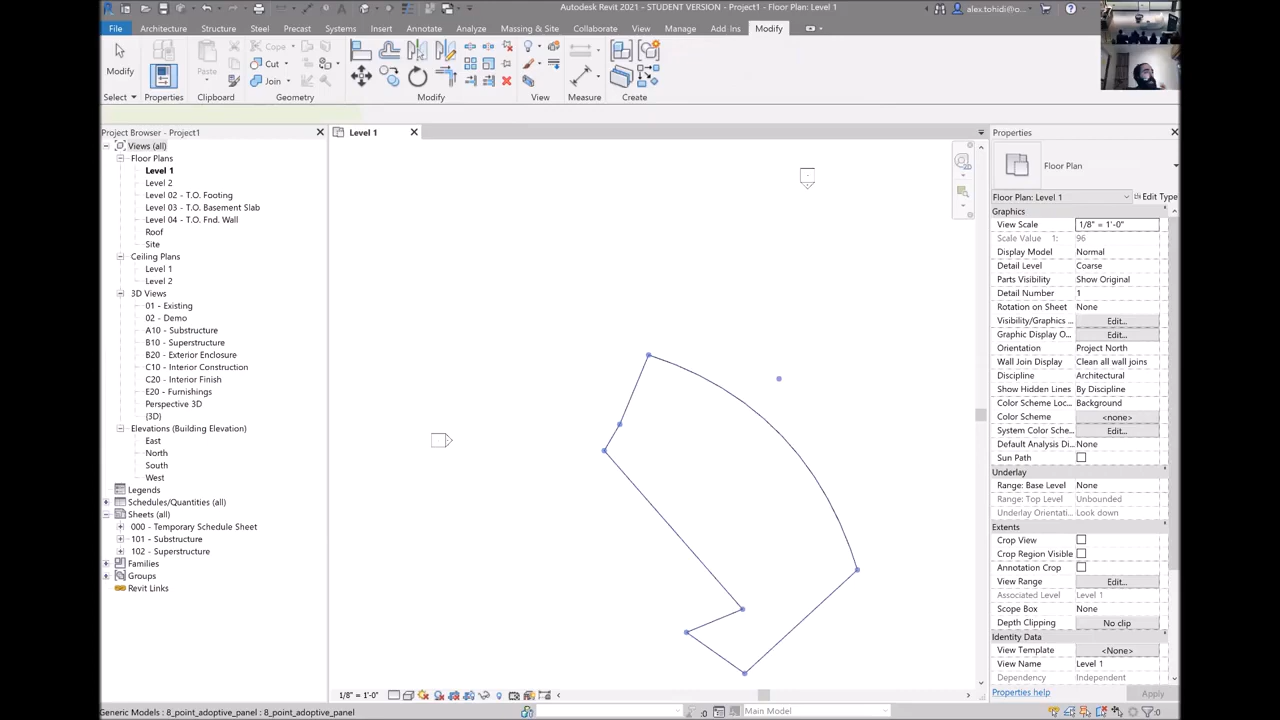 Autodesk Revit 2021 - STUDENT VERSION - Project1 - Floor Plan: Level 1
alex.tohidi@o...
File Architecture Structure Steel Precast Systems Insert Annotate Analyze Massing & Site Collaborate View Manage Add Ins Modify
Modify
Paste
Cope
Cut
Join
Select Properties Clipboard Geometry Modify View Measure Create
Project Browser - Project1
Level 1
Properties
Views (all)
Floor Plans
Level 1
Level 2
Level 02 - T.O. Footing
Level 03 - T.O. Basement Slab
Level 04 - T.O. Fnd. Wall
Roof
Site
Ceiling Plans
Level 1
Level 2
3D Views
01 - Existing
02 - Demo
A10 - Substructure
B10 - Superstructure
B20 - Exterior Enclosure
C10 - Interior Construction
C20 - Interior Finish
E20 - Furnishings
Perspective 3D
{3D}
Elevations (Building Elevation)
East
North
South
West
Legends
Schedules/Quantities (all)
Sheets (all)
000 - Temporary Schedule Sheet
101 - Substructure
102 - Superstructure
Families
Groups
Revit Links
Floor Plan
Floor Plan: Level 1 Edit Type
Graphics
View Scale 1/8" = 1'-0"
Scale Value 1: 96
Display Model Normal
Detail Level Coarse
Parts Visibility Show Original
Detail Number 1
Rotation on Sheet None
Visibility/Graphics ... Edit...
Graphic Display O... Edit...
Orientation Project North
Wall Join Display Clean all wall joins
Discipline Architectural
Show Hidden Lines By Discipline
Color Scheme Loc... Background
Color Scheme <none>
System Color Sche... Edit...
Default Analysis Di... None
Sun Path
Underlay
Range: Base Level None
Range: Top Level Unbounded
Underlay Orientati... Look down
Extents
Crop View
Crop Region Visible
Annotation Crop
View Range Edit...
Associated Level Level 1
Scope Box None
Depth Clipping No clip
Identity Data
View Template <None>
View Name Level 1
Dependency Independent
Properties help Apply
1/8" = 1'-0"
Generic Models : 8_point_adoptive_panel : 8_point_adoptive_panel
:0 Main Model :0